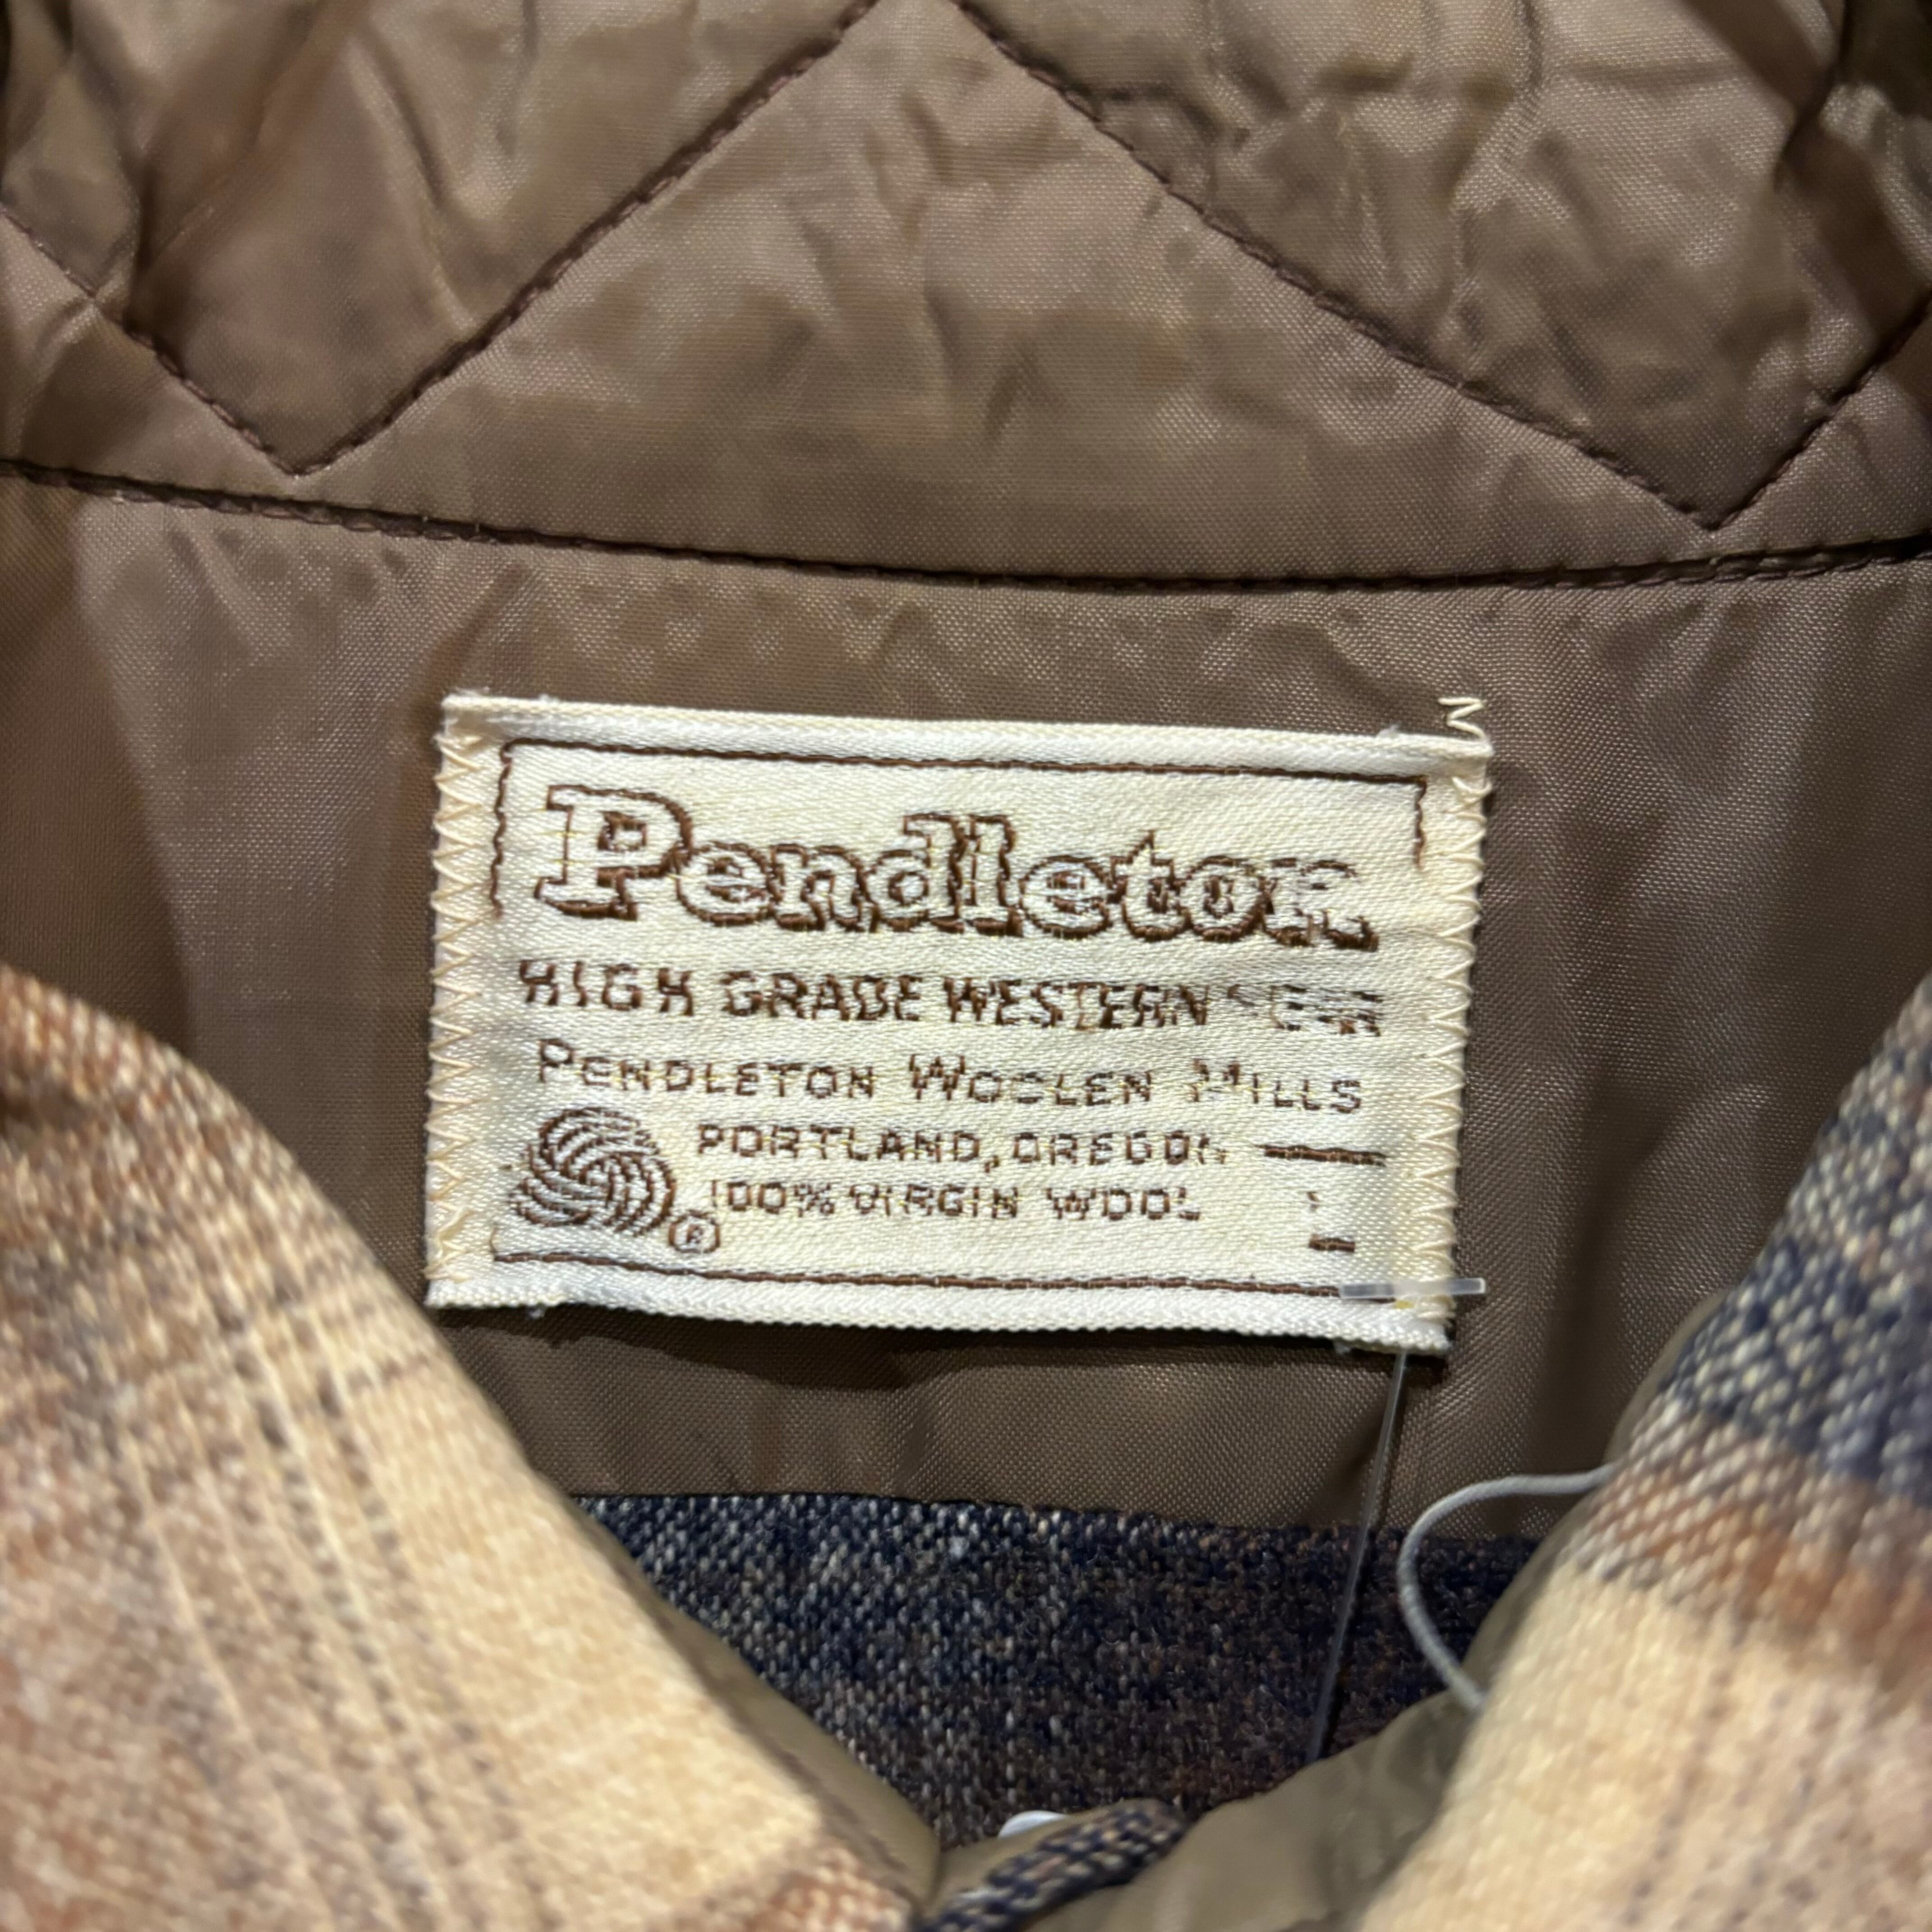 Pendleton
HIGH GRADE WESTERN WEAR
PENDLETON WOOLEN MILLS
PORTLAND, OREGON
100% VIRGIN WOOL
®